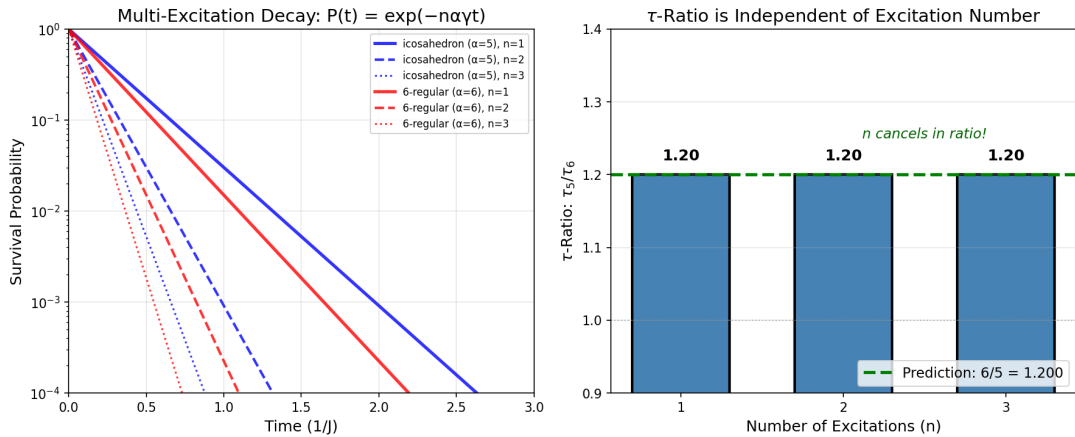 Multi-Excitation Decay: P(t) = exp(−nαγt)
Survival Probability
10⁰
10⁻¹
10⁻²
10⁻³
10⁻⁴
icosahedron (α=5), n=1
icosahedron (α=5), n=2
icosahedron (α=5), n=3
6-regular (α=6), n=1
6-regular (α=6), n=2
6-regular (α=6), n=3
0.0 0.5 1.0 1.5 2.0 2.5 3.0
Time (1/J)
τ-Ratio is Independent of Excitation Number
τ-Ratio: τ₅/τ₆
1.4
1.3
1.2
1.1
1.0
0.9
n cancels in ratio!
1.20 1.20 1.20
Prediction: 6/5 = 1.200
1 2 3
Number of Excitations (n)